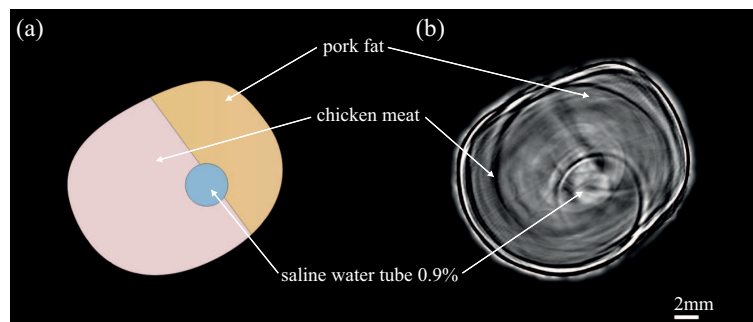 (a)
(b)
pork fat
chicken meat
saline water tube 0.9%
2mm